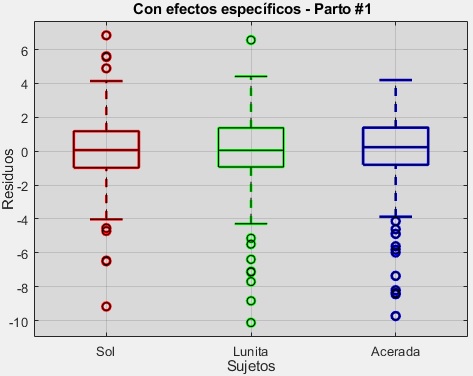 Con efectos específicos - Parto #1
Residuos
6
4
2
0
-2
-4
-6
-8
-10
Sol Lunita Acerada
Sujetos